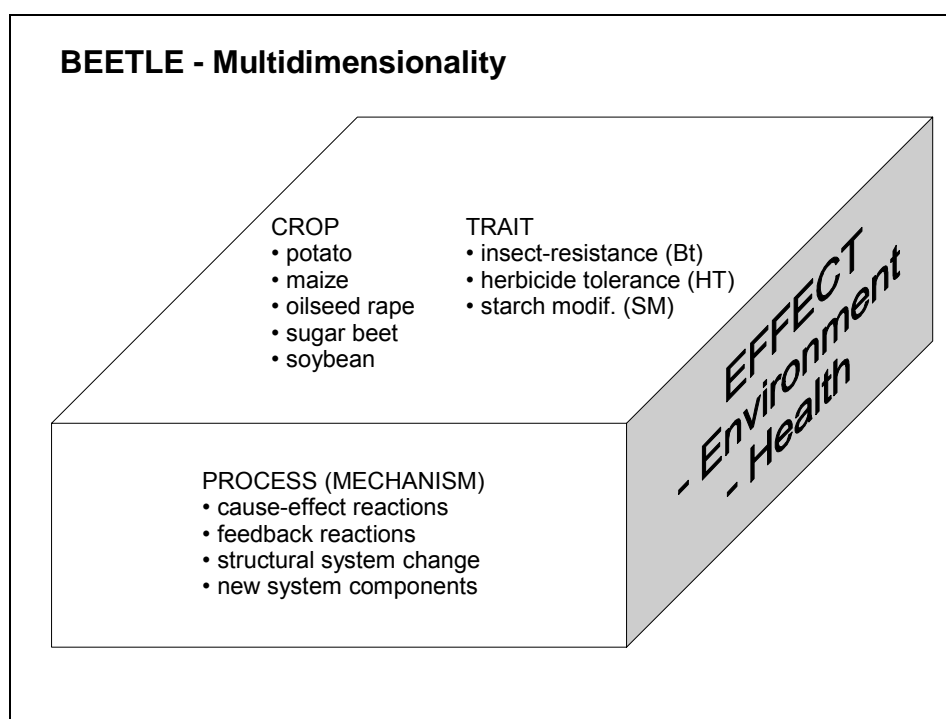 BEETLE - Multidimensionality
CROP
• potato
• maize
• oilseed rape
• sugar beet
• soybean
TRAIT
• insect-resistance (Bt)
• herbicide tolerance (HT)
• starch modif. (SM)
EFFECT
- Environment
- Health
PROCESS (MECHANISM)
• cause-effect reactions
• feedback reactions
• structural system change
• new system components